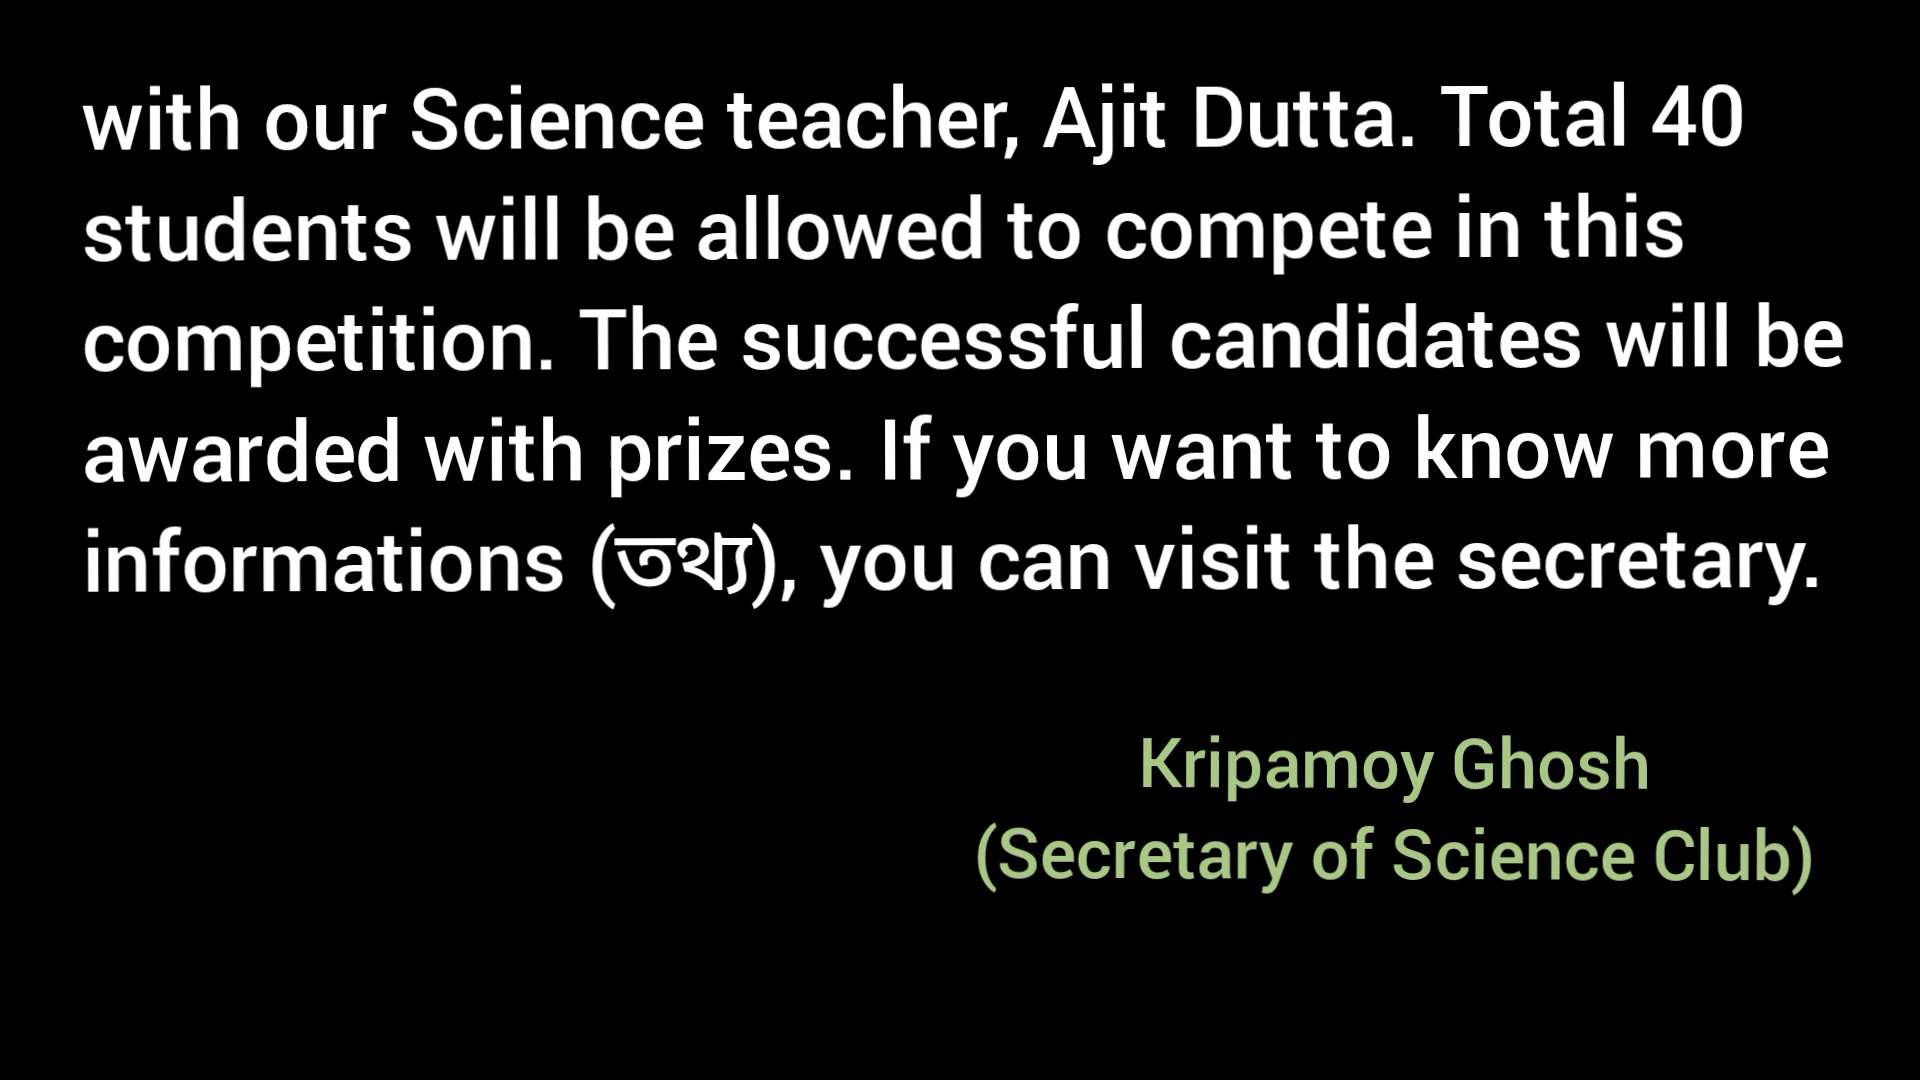 with our Science teacher, Ajit Dutta. Total 40
students will be allowed to compete in this
competition. The successful candidates will be
awarded with prizes. If you want to know more
informations (তথ্য), you can visit the secretary.
Kripamoy Ghosh
(Secretary of Science Club)